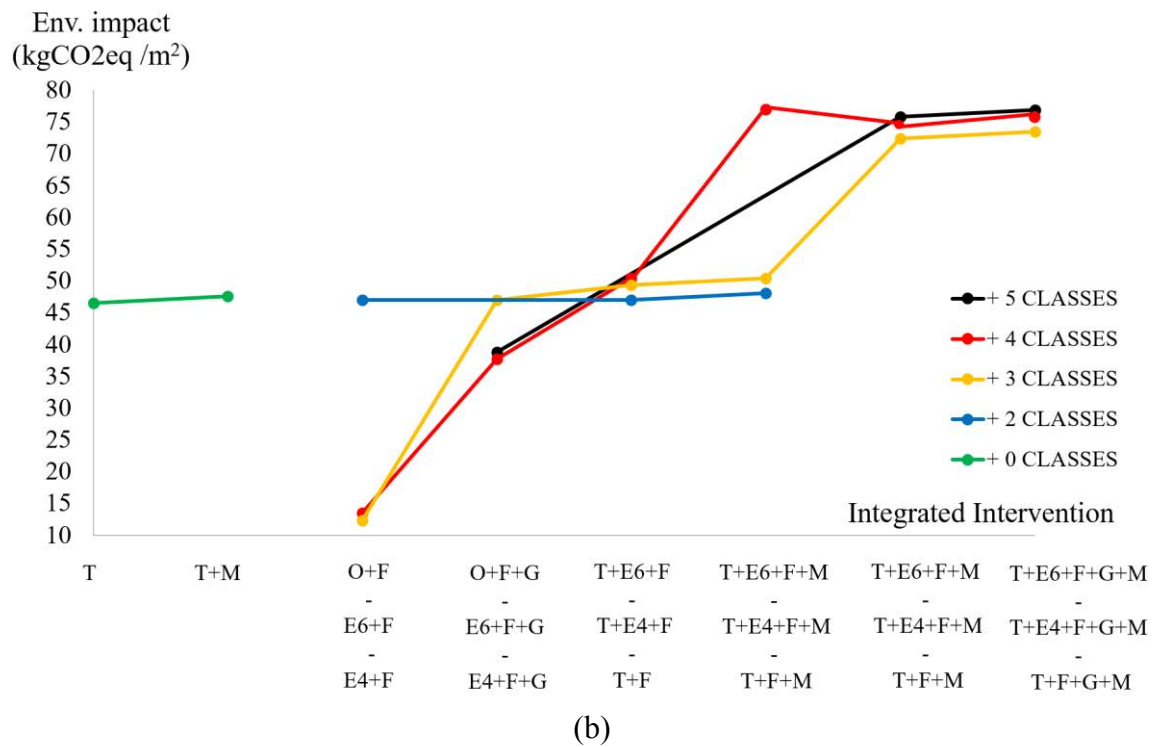 Env. impact
(kgCO2eq /m²)
80
75
70
65
60
55
50
45
40
35
30
25
20
15
10
+ 5 CLASSES
+ 4 CLASSES
+ 3 CLASSES
+ 2 CLASSES
+ 0 CLASSES
Integrated Intervention
T
T+M
O+F
-
E6+F
-
E4+F
O+F+G
-
E6+F+G
-
E4+F+G
T+E6+F
-
T+E4+F
-
T+F
T+E6+F+M
-
T+E4+F+M
-
T+F+M
T+E6+F+M
-
T+E4+F+M
-
T+F+M
T+E6+F+G+M
-
T+E4+F+G+M
-
T+F+G+M
(b)